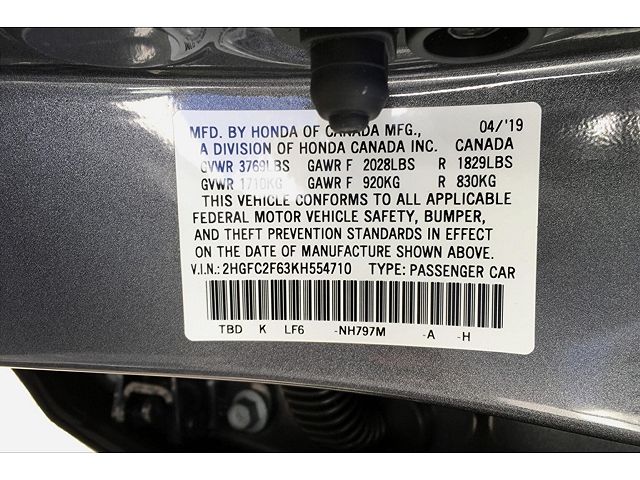 MFD. BY HONDA OF CANADA MFG., 04/'19
A DIVISION OF HONDA CANADA INC. CANADA
GVWR 3769LBS GAWR F 2028LBS R 1829LBS
GVWR 1710KG GAWR F 920KG R 830KG
THIS VEHICLE CONFORMS TO ALL APPLICABLE
FEDERAL MOTOR VEHICLE SAFETY, BUMPER,
AND THEFT PREVENTION STANDARDS IN EFFECT
ON THE DATE OF MANUFACTURE SHOWN ABOVE.
V.I.N.: 2HGFC2F63KH554710 TYPE: PASSENGER CAR
TBD K LF6 -NH797M -A -H